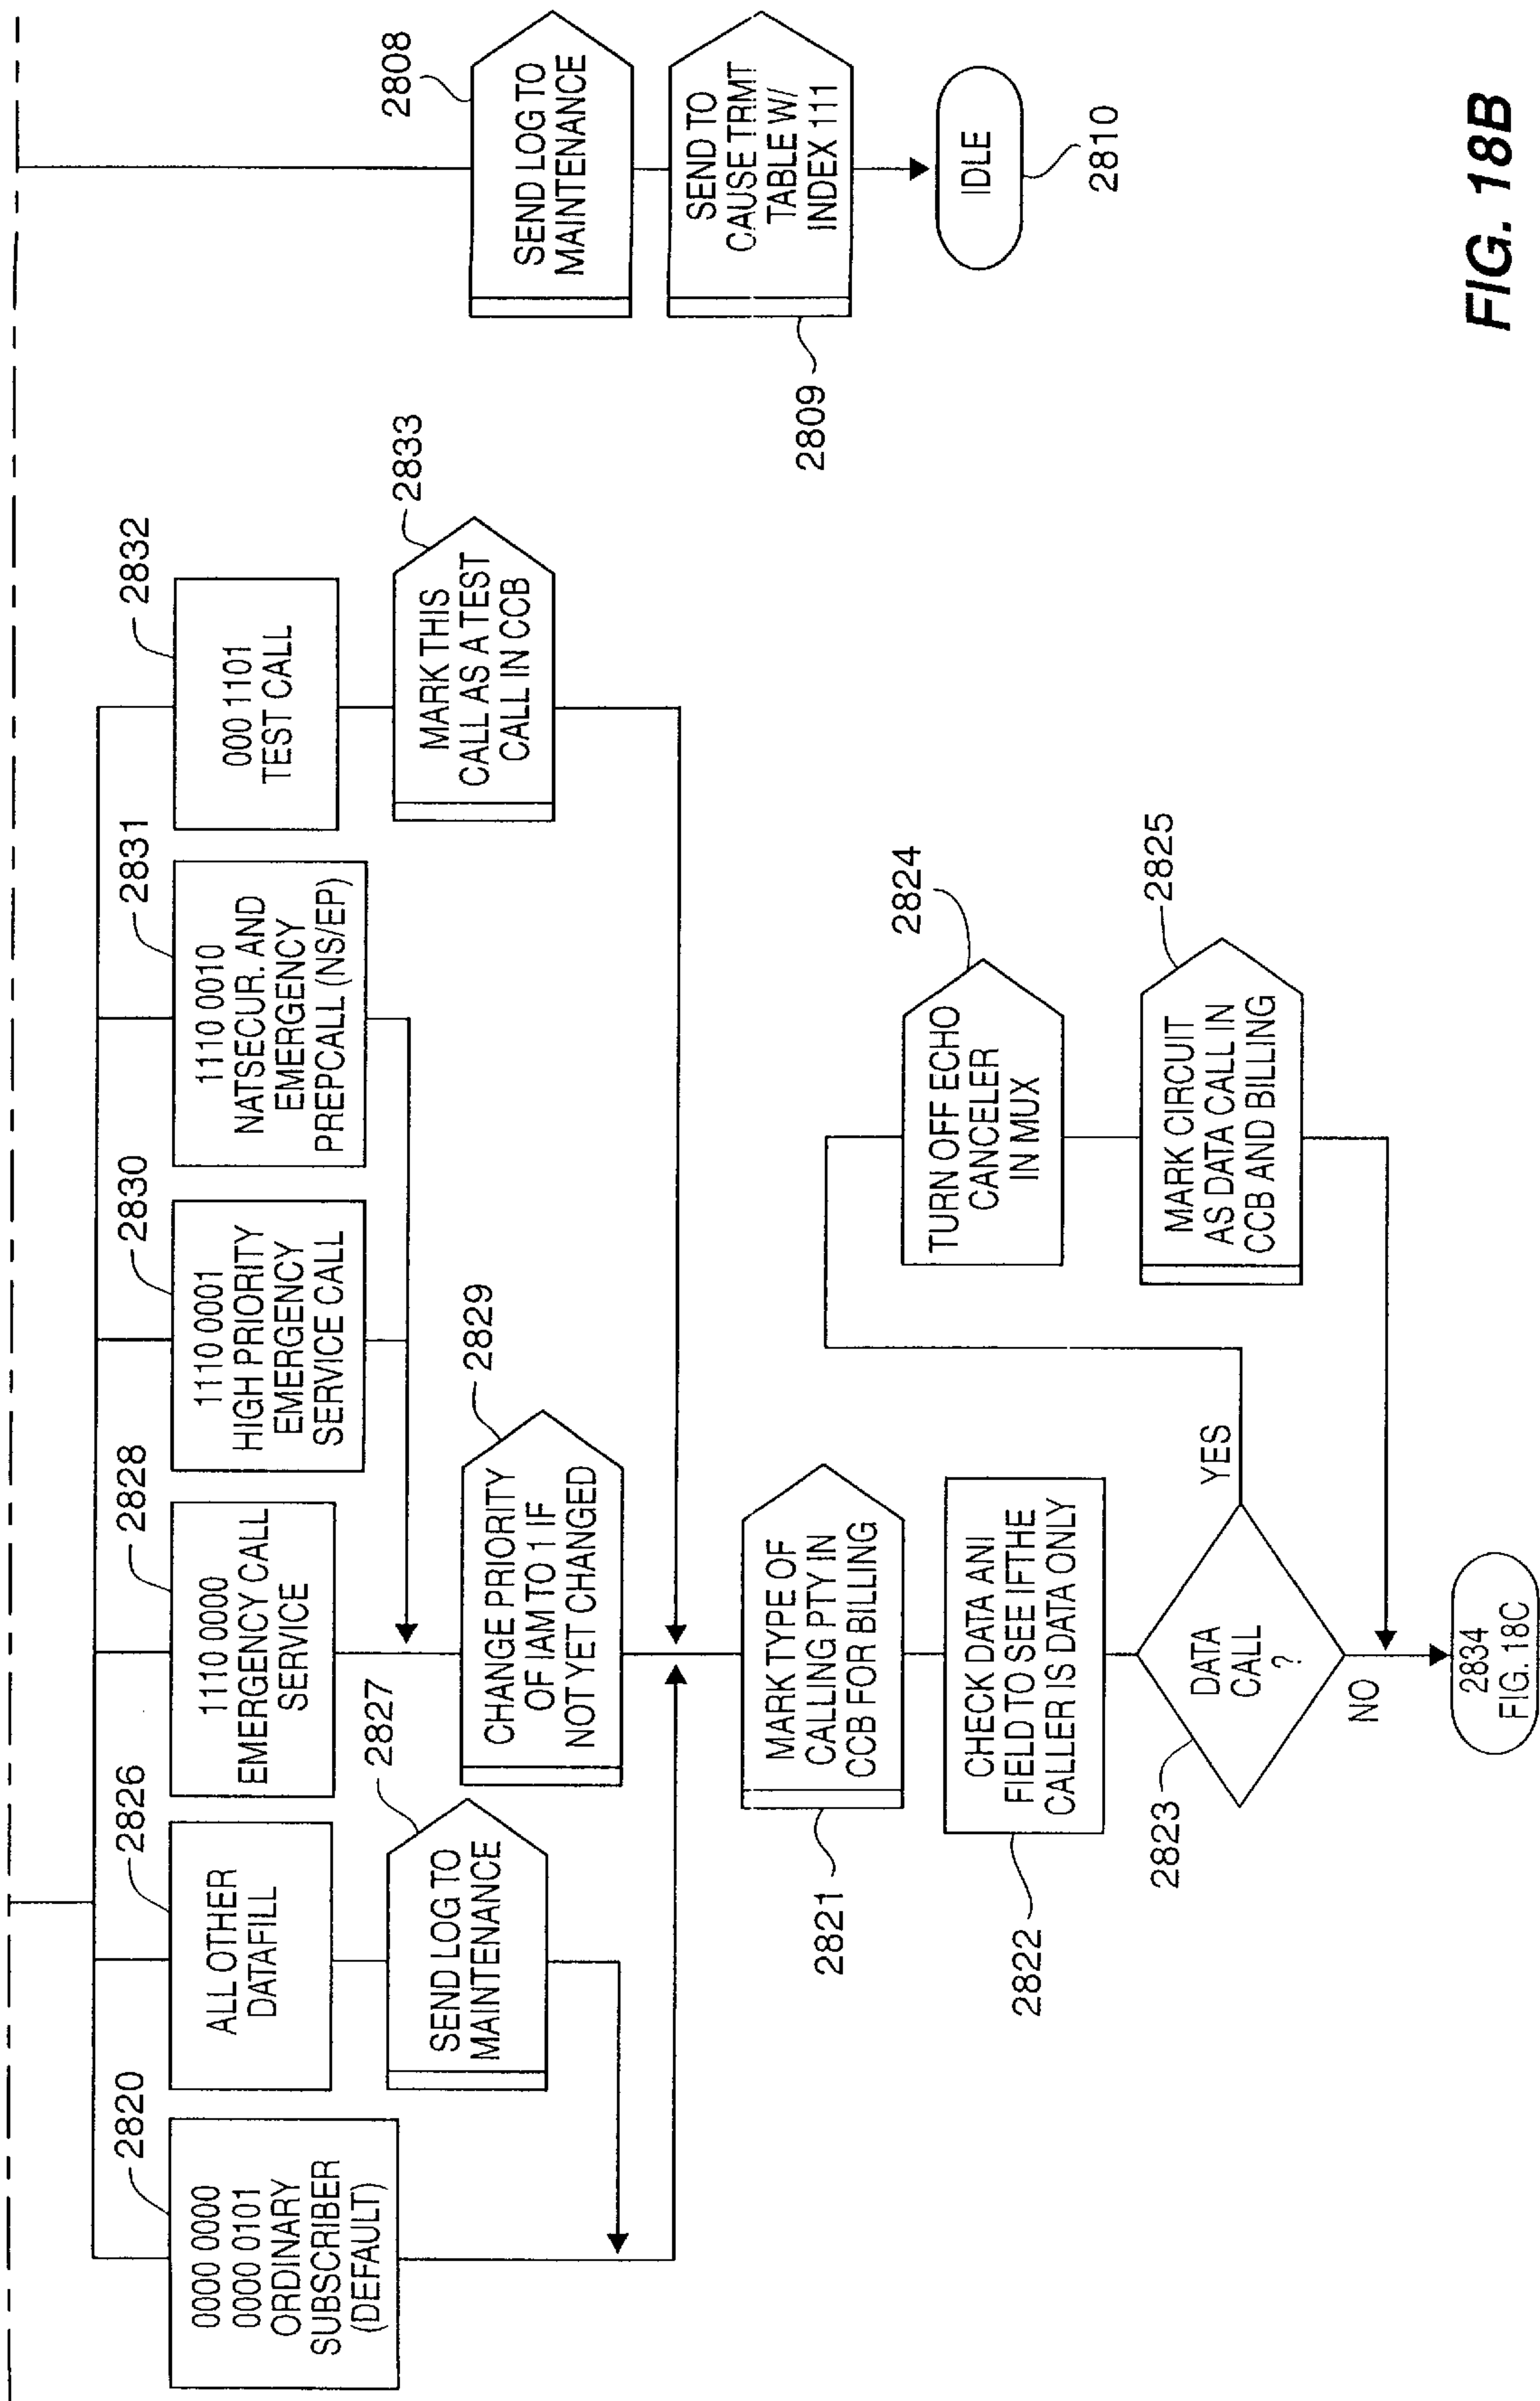 2820
0000 0000
0000 0101
ORDINARY
SUBSCRIBER
(DEFAULT)
2826
ALL OTHER
DATAFILL
2827
SEND LOG TO
MAINTENANCE
2828
1110 0000
EMERGENCY CALL
SERVICE
2830
1110 0001
HIGH PRIORITY
EMERGENCY
SERVICE CALL
2831
1110 0010
NATSECUR. AND
EMERGENCY
PREPCALL (NS/EP)
2832
000 1101
TEST CALL
2833
MARK THIS
CALL AS A TEST
CALL IN CCB
2829
CHANGE PRIORITY
OF IAM TO 1 IF
NOT YET CHANGED
2821
MARK TYPE OF
CALLING PTY IN
CCB FOR BILLING
2822
CHECK DATA ANI
FIELD TO SEE IFTHE
CALLER IS DATA ONLY
2823
DATA
CALL
?
YES
NO
2824
TURN OFF ECHO
CANCELER
IN MUX
2825
MARK CIRCUIT
AS DATA CALL IN
CCB AND BILLING
2834
FIG. 18C
2808
SEND LOG TO
MAINTENANCE
2809
SEND TO
CAUSE TRMT
TABLE W/
INDEX 111
IDLE
2810
FIG. 18B